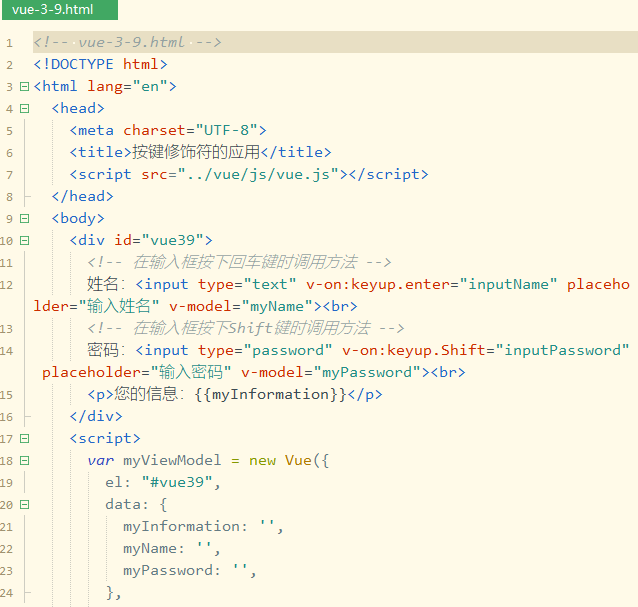 vue-3-9.html
1 <!-- vue-3-9.html -->
2 <!DOCTYPE html>
3 <html lang="en">
4 <head>
5 <meta charset="UTF-8">
6 <title>按键修饰符的应用</title>
7 <script src="../vue/js/vue.js"></script>
8 </head>
9 <body>
10 <div id="vue39">
11 <!-- 在输入框按下回车键时调用方法 -->
12 姓名：<input type="text" v-on:keyup.enter="inputName" placeho
lder="输入姓名" v-model="myName"><br>
13 <!-- 在输入框按下Shift键时调用方法 -->
14 密码：<input type="password" v-on:keyup.Shift="inputPassword"
placeholder="输入密码" v-model="myPassword"><br>
15 <p>您的信息：{{myInformation}}</p>
16 </div>
17 <script>
18 var myViewModel = new Vue({
19 el: "#vue39",
20 data: {
21 myInformation: '',
22 myName: '',
23 myPassword: '',
24 },